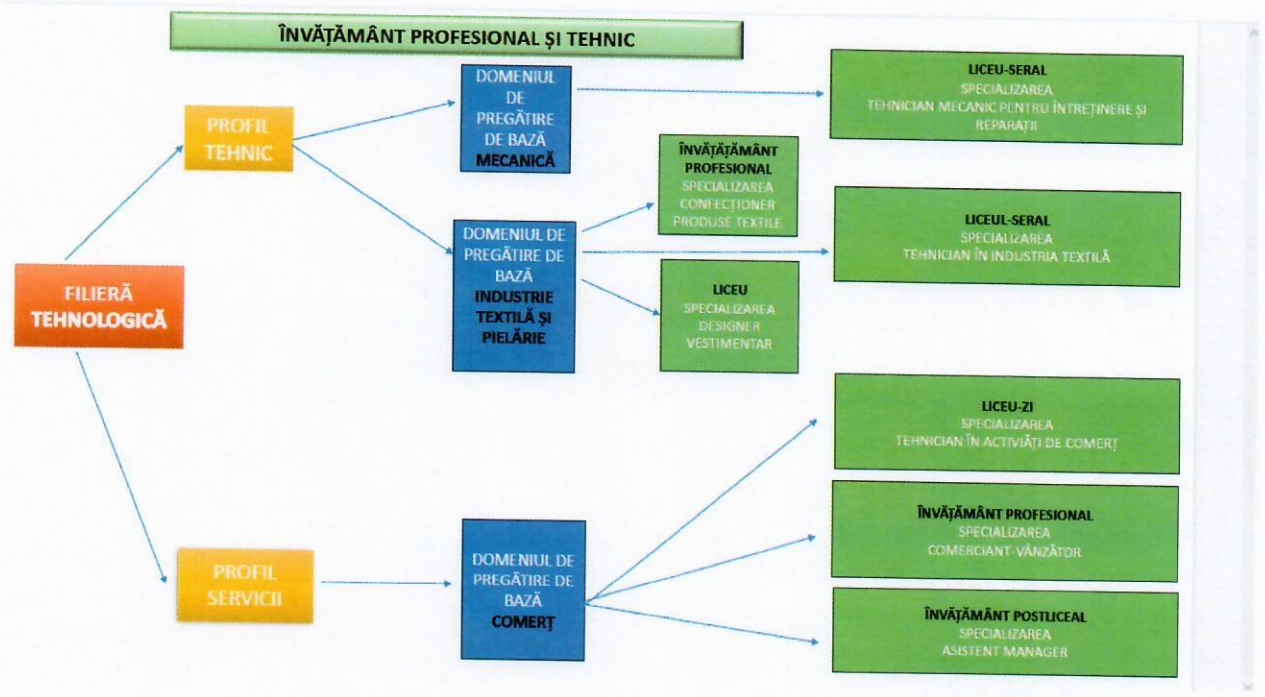 ÎNVĂȚĂMÂNT PROFESIONAL ȘI TEHNIC
FILIERĂ
TEHNOLOGICĂ
PROFIL
TEHNIC
DOMENIUL
DE
PREGĂTIRE
DE BAZĂ
MECANICĂ
LICEU-SERAL
SPECIALIZAREA
TEHNICIAN MECANIC PENTRU ÎNTREȚINERE ȘI
REPARAȚII
DOMENIUL DE
PREGĂTIRE DE
BAZĂ
INDUSTRIE
TEXTILĂ ȘI
PIELĂRIE
ÎNVĂȚĂȚĂMÂNT
PROFESIONAL
SPECIALIZAREA
CONFECȚIONER
PRODUSE TEXTILE
LICEUL-SERAL
SPECIALIZAREA
TEHNICIAN ÎN INDUSTRIA TEXTILĂ
LICEU
SPECIALIZAREA
DESIGNER
VESTIMENTAR
PROFIL
SERVICII
DOMENIUL DE
PREGĂTIRE DE
BAZĂ
COMERȚ
LICEU-ZI
SPECIALIZAREA
TEHNICIAN ÎN ACTIVIĂȚI DE COMERȚ
ÎNVĂȚĂMÂNT PROFESIONAL
SPECIALIZAREA
COMERCIANT-VÂNZĂTOR
ÎNVĂȚĂMÂNT POSTLICEAL
SPECIALIZAREA
ASISTENT MANAGER